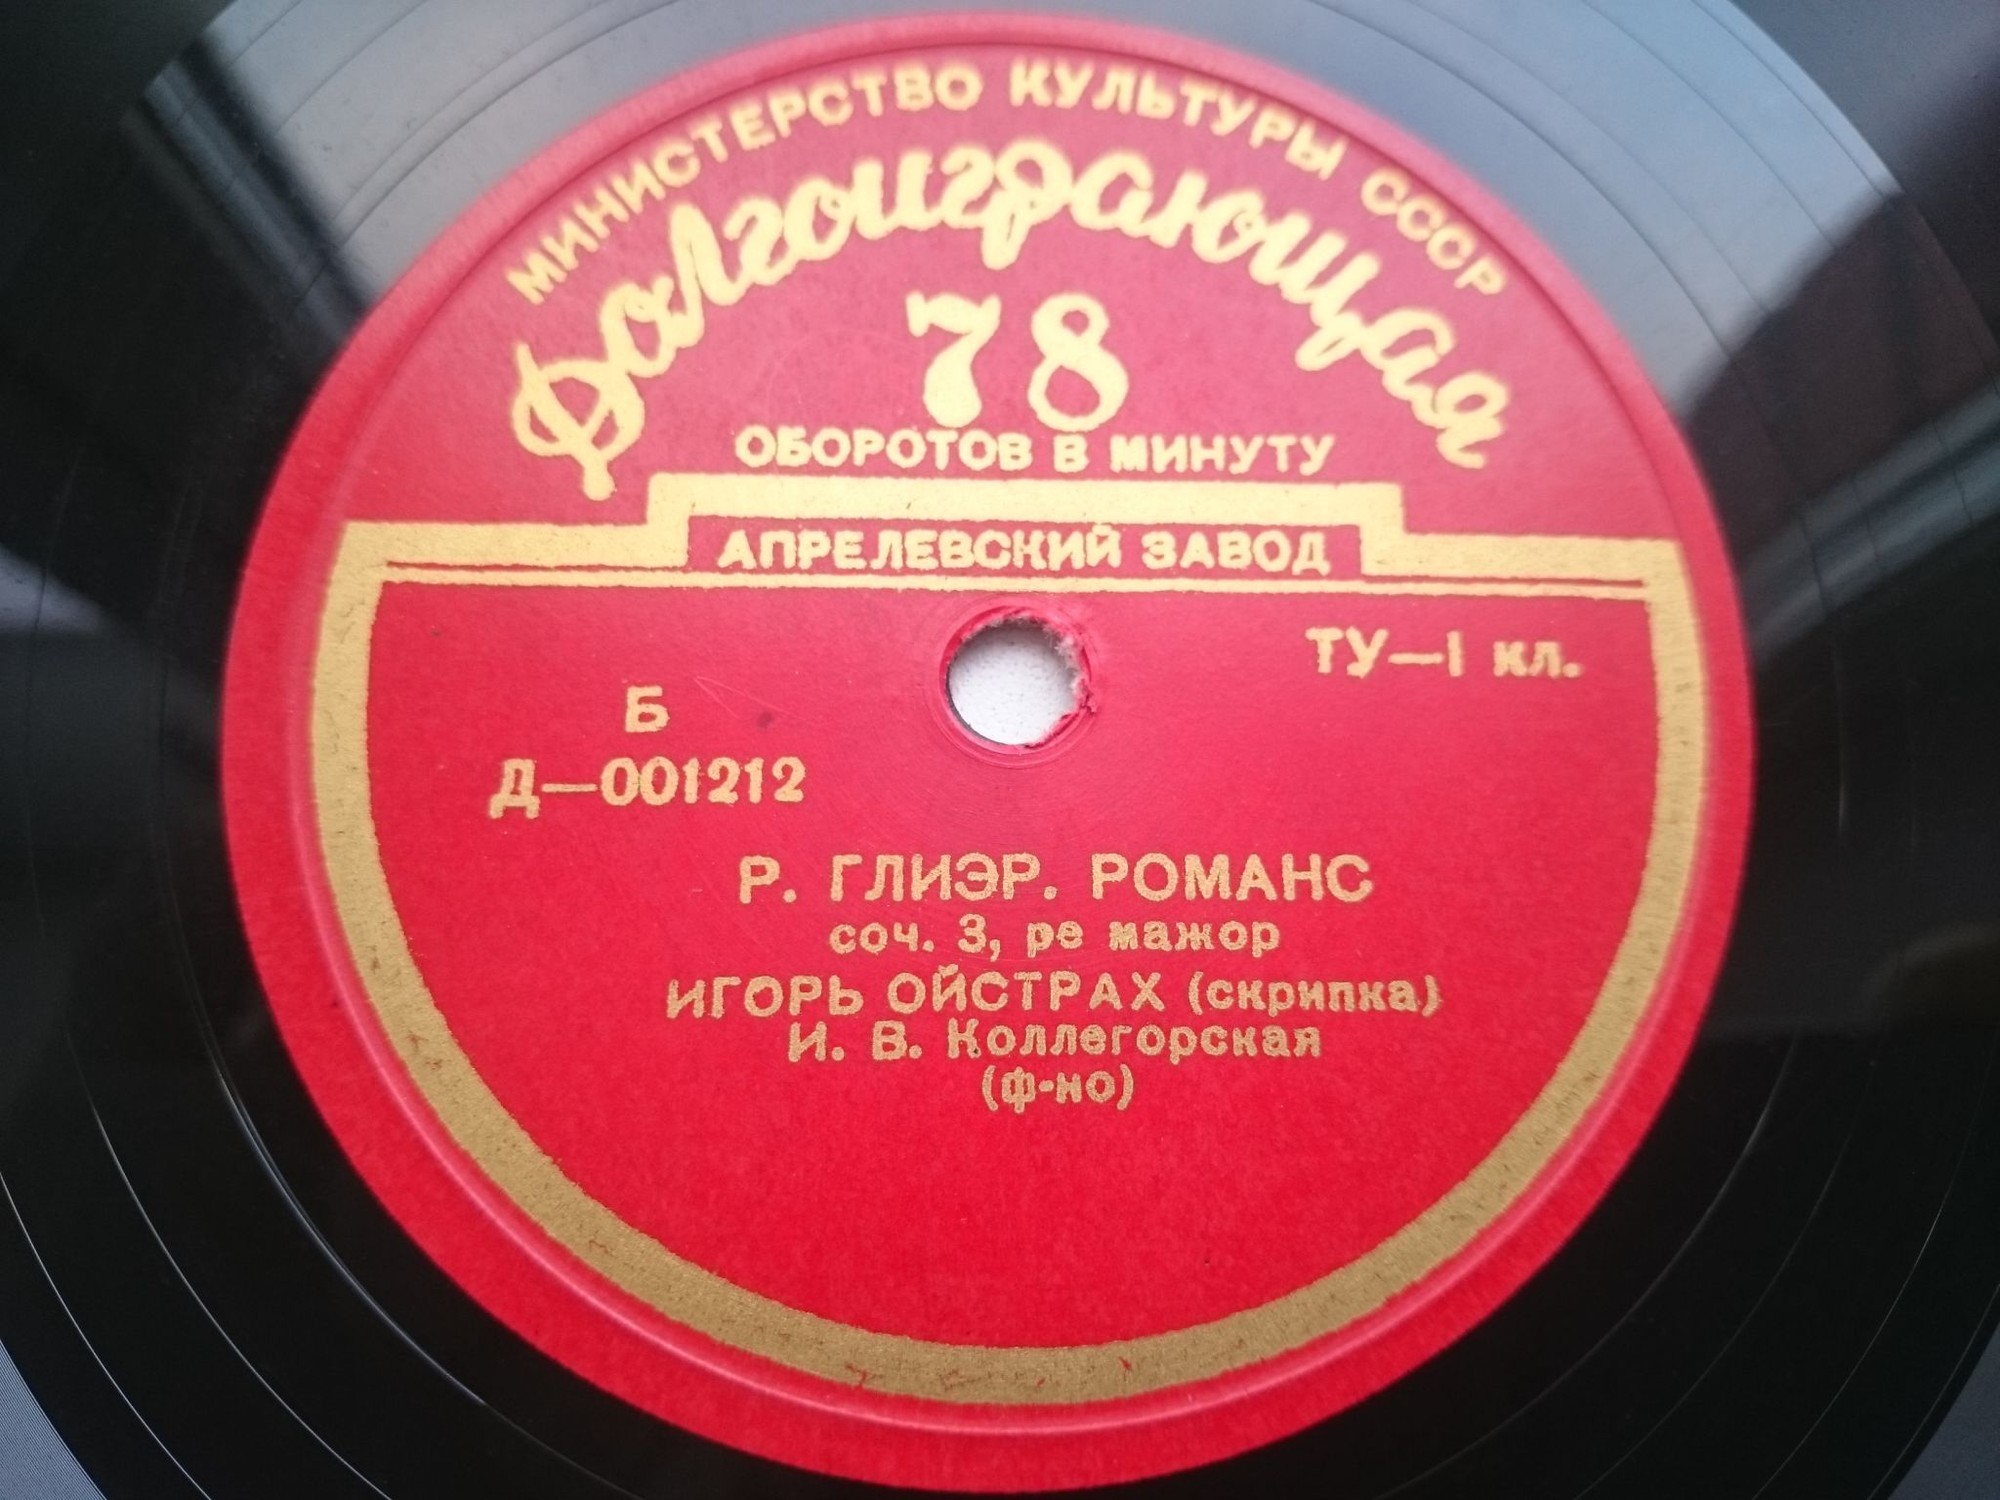 МИНИСТЕРСТВО КУЛЬТУРЫ СССР
Долгоиграющая
78
ОБОРОТОВ В МИНУТУ
АПРЕЛЕВСКИЙ ЗАВОД
ТУ—I кл.
Б
Д—001212
Р. ГЛИЭР. РОМАНС
соч. 3, ре мажор
ИГОРЬ ОЙСТРАХ (скрипка)
И. В. Коллегорская
(ф-но)